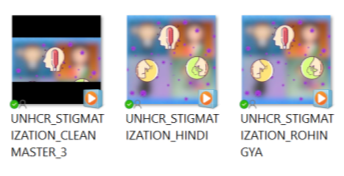 UNHCR_STIGMAT
IZATION_CLEAN
MASTER_3
UNHCR_STIGMAT
IZATION_HINDI
UNHCR_STIGMAT
IZATION_ROHIN
GYA